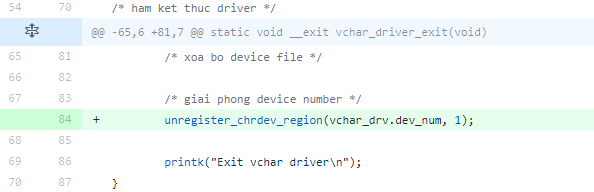 54 70 /* ham ket thuc driver */
@@ -65,6 +81,7 @@ static void __exit vchar_driver_exit(void)
65 81 /* xoa bo device file */
66 82
67 83 /* giai phong device number */
84 + unregister_chrdev_region(vchar_drv.dev_num, 1);
68 85
69 86 printk("Exit vchar driver\n");
70 87 }